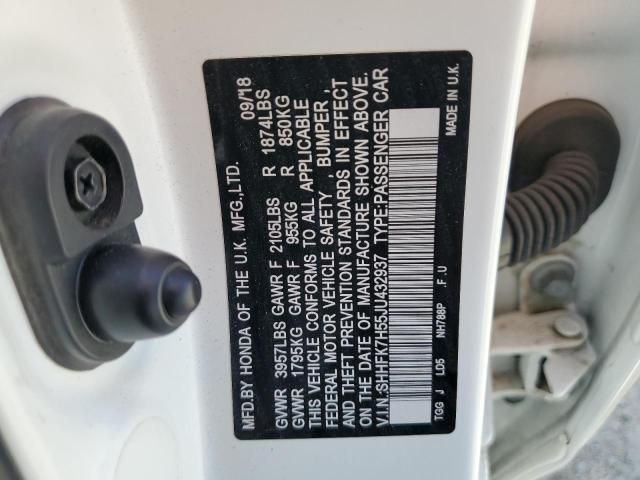 MFD.BY HONDA OF THE U.K. MFG.,LTD. 09/18
GVWR 3957LBS GAWR F 2105LBS R 1874LBS
GVWR 1795KG GAWR F 955KG R 850KG
THIS VEHICLE CONFORMS TO ALL APPLICABLE
FEDERAL MOTOR VEHICLE SAFETY , BUMPER ,
AND THEFT PREVENTION STANDARDS IN EFFECT
ON THE DATE OF MANUFACTURE SHOWN ABOVE.
V.I.N.:SHHFK7H55JU432937 TYPE:PASSENGER CAR
TGG J LD5 NH788P .F .U MADE IN U.K.